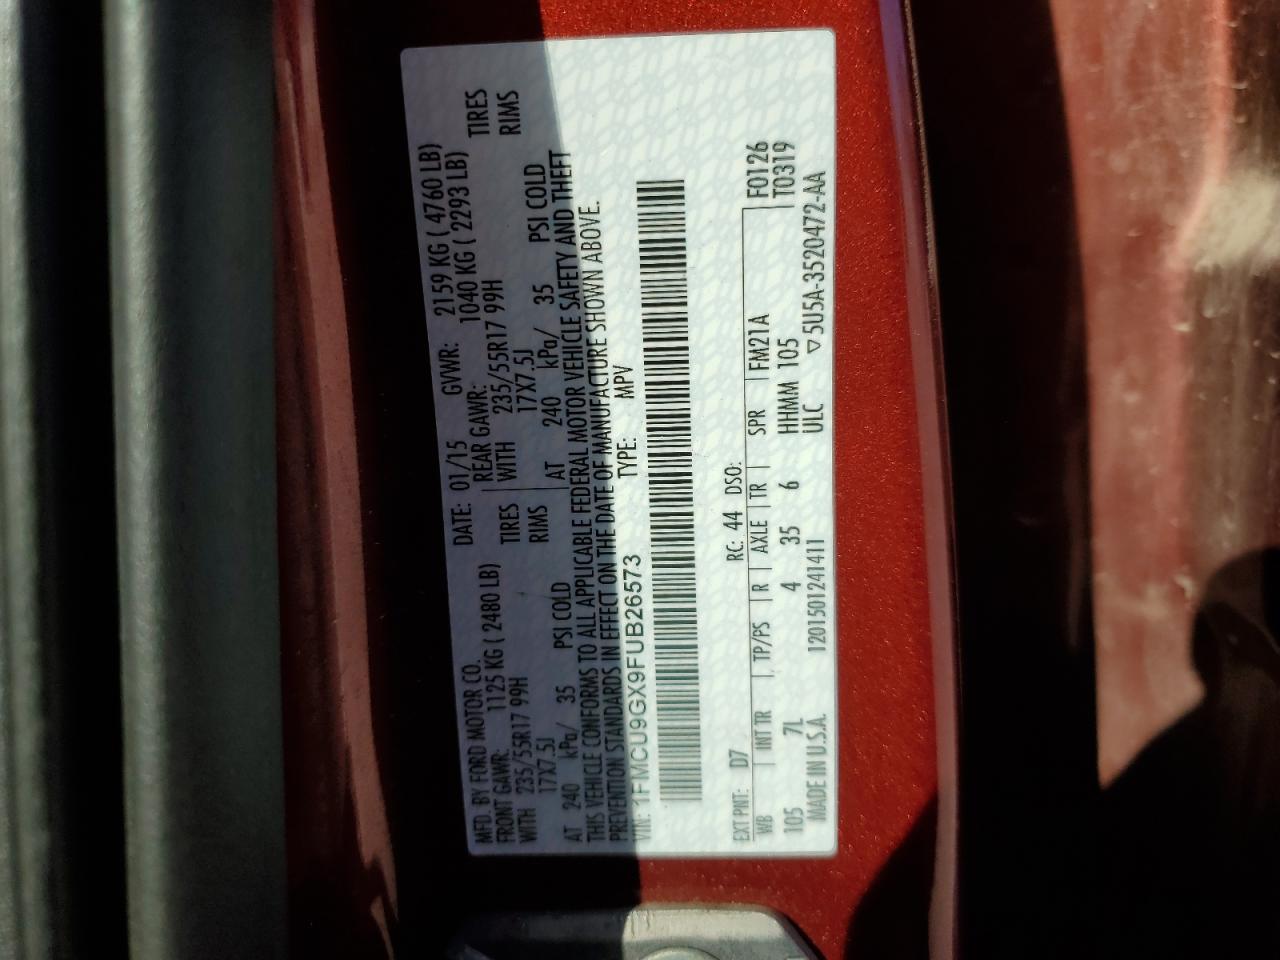 MFD. BY FORD MOTOR CO.
DATE: 01/15 GVWR: 2159 KG ( 4760 LB)
FRONT GAWR: 1125 KG ( 2480 LB) REAR GAWR: 1040 KG ( 2293 LB)
WITH 235/55R17 99H TIRES WITH 235/55R17 99H TIRES
17X7.5J RIMS 17X7.5J RIMS
AT 240 kPa/ 35 PSI COLD AT 240 kPa/ 35 PSI COLD
THIS VEHICLE CONFORMS TO ALL APPLICABLE FEDERAL MOTOR VEHICLE SAFETY AND THEFT
PREVENTION STANDARDS IN EFFECT ON THE DATE OF MANUFACTURE SHOWN ABOVE.
VIN: 1FMCU9GX9FUB26573 TYPE: MPV
EXT PNT: D7 RC: 44 DSO: F0126
WB INT TR TP/PS R AXLE TR SPR FM21A T0319
105 7L 4 35 6 HHMM 105
MADE IN U.S.A. 120150124141​1 ULC ▽5U5A-3520472-AA